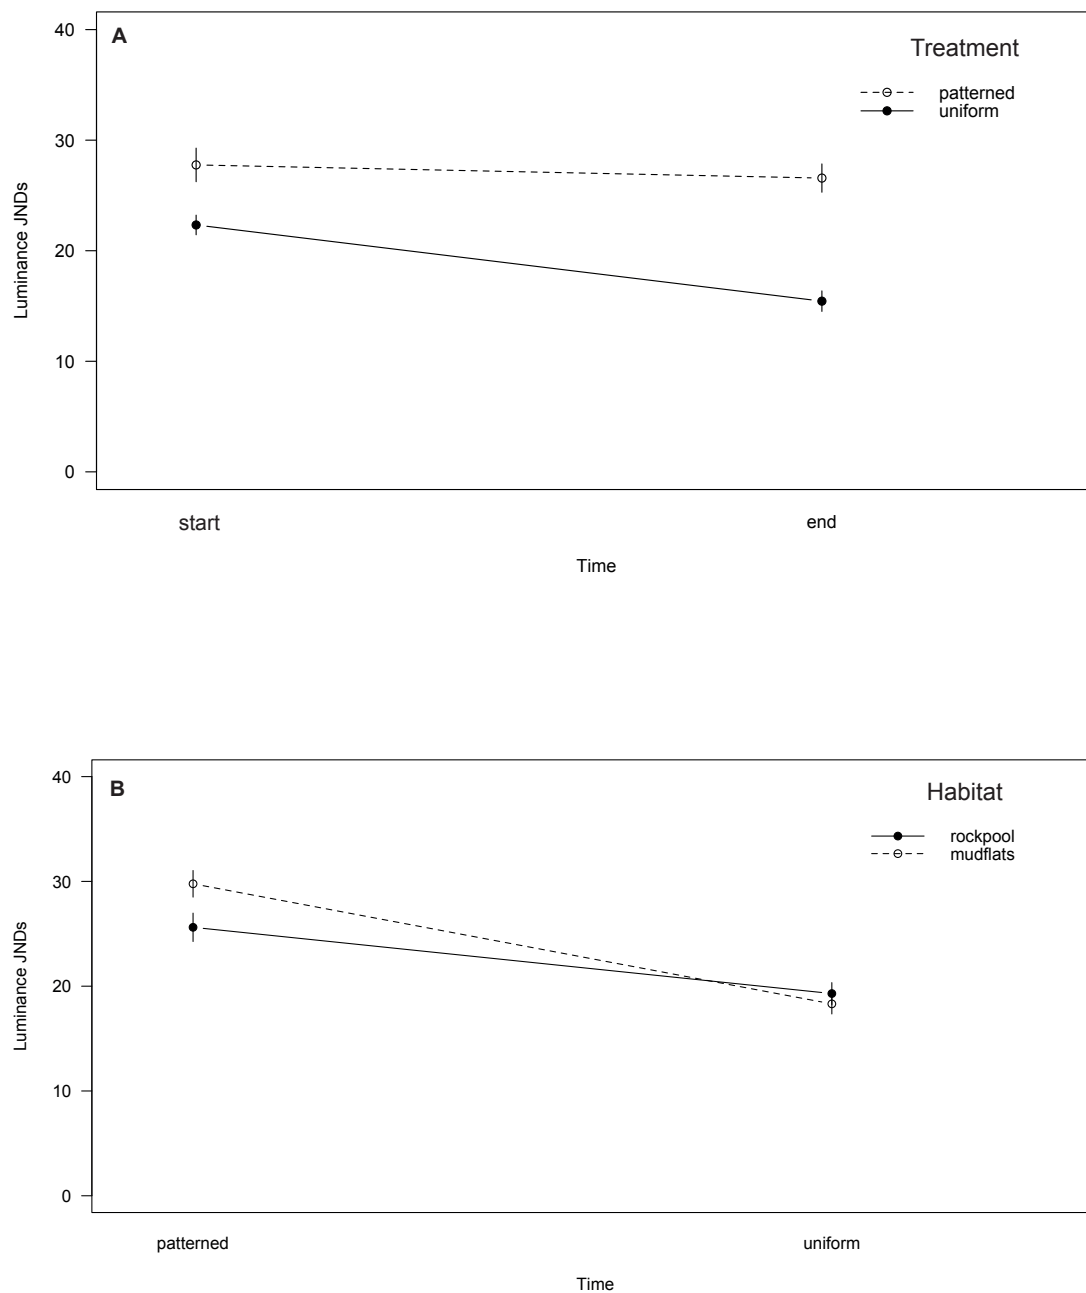 A
Treatment
patterned
uniform
40
30
20
10
0
Luminance JNDs
start
end
Time
B
Habitat
rockpool
mudflats
40
30
20
10
0
Luminance JNDs
patterned
uniform
Time